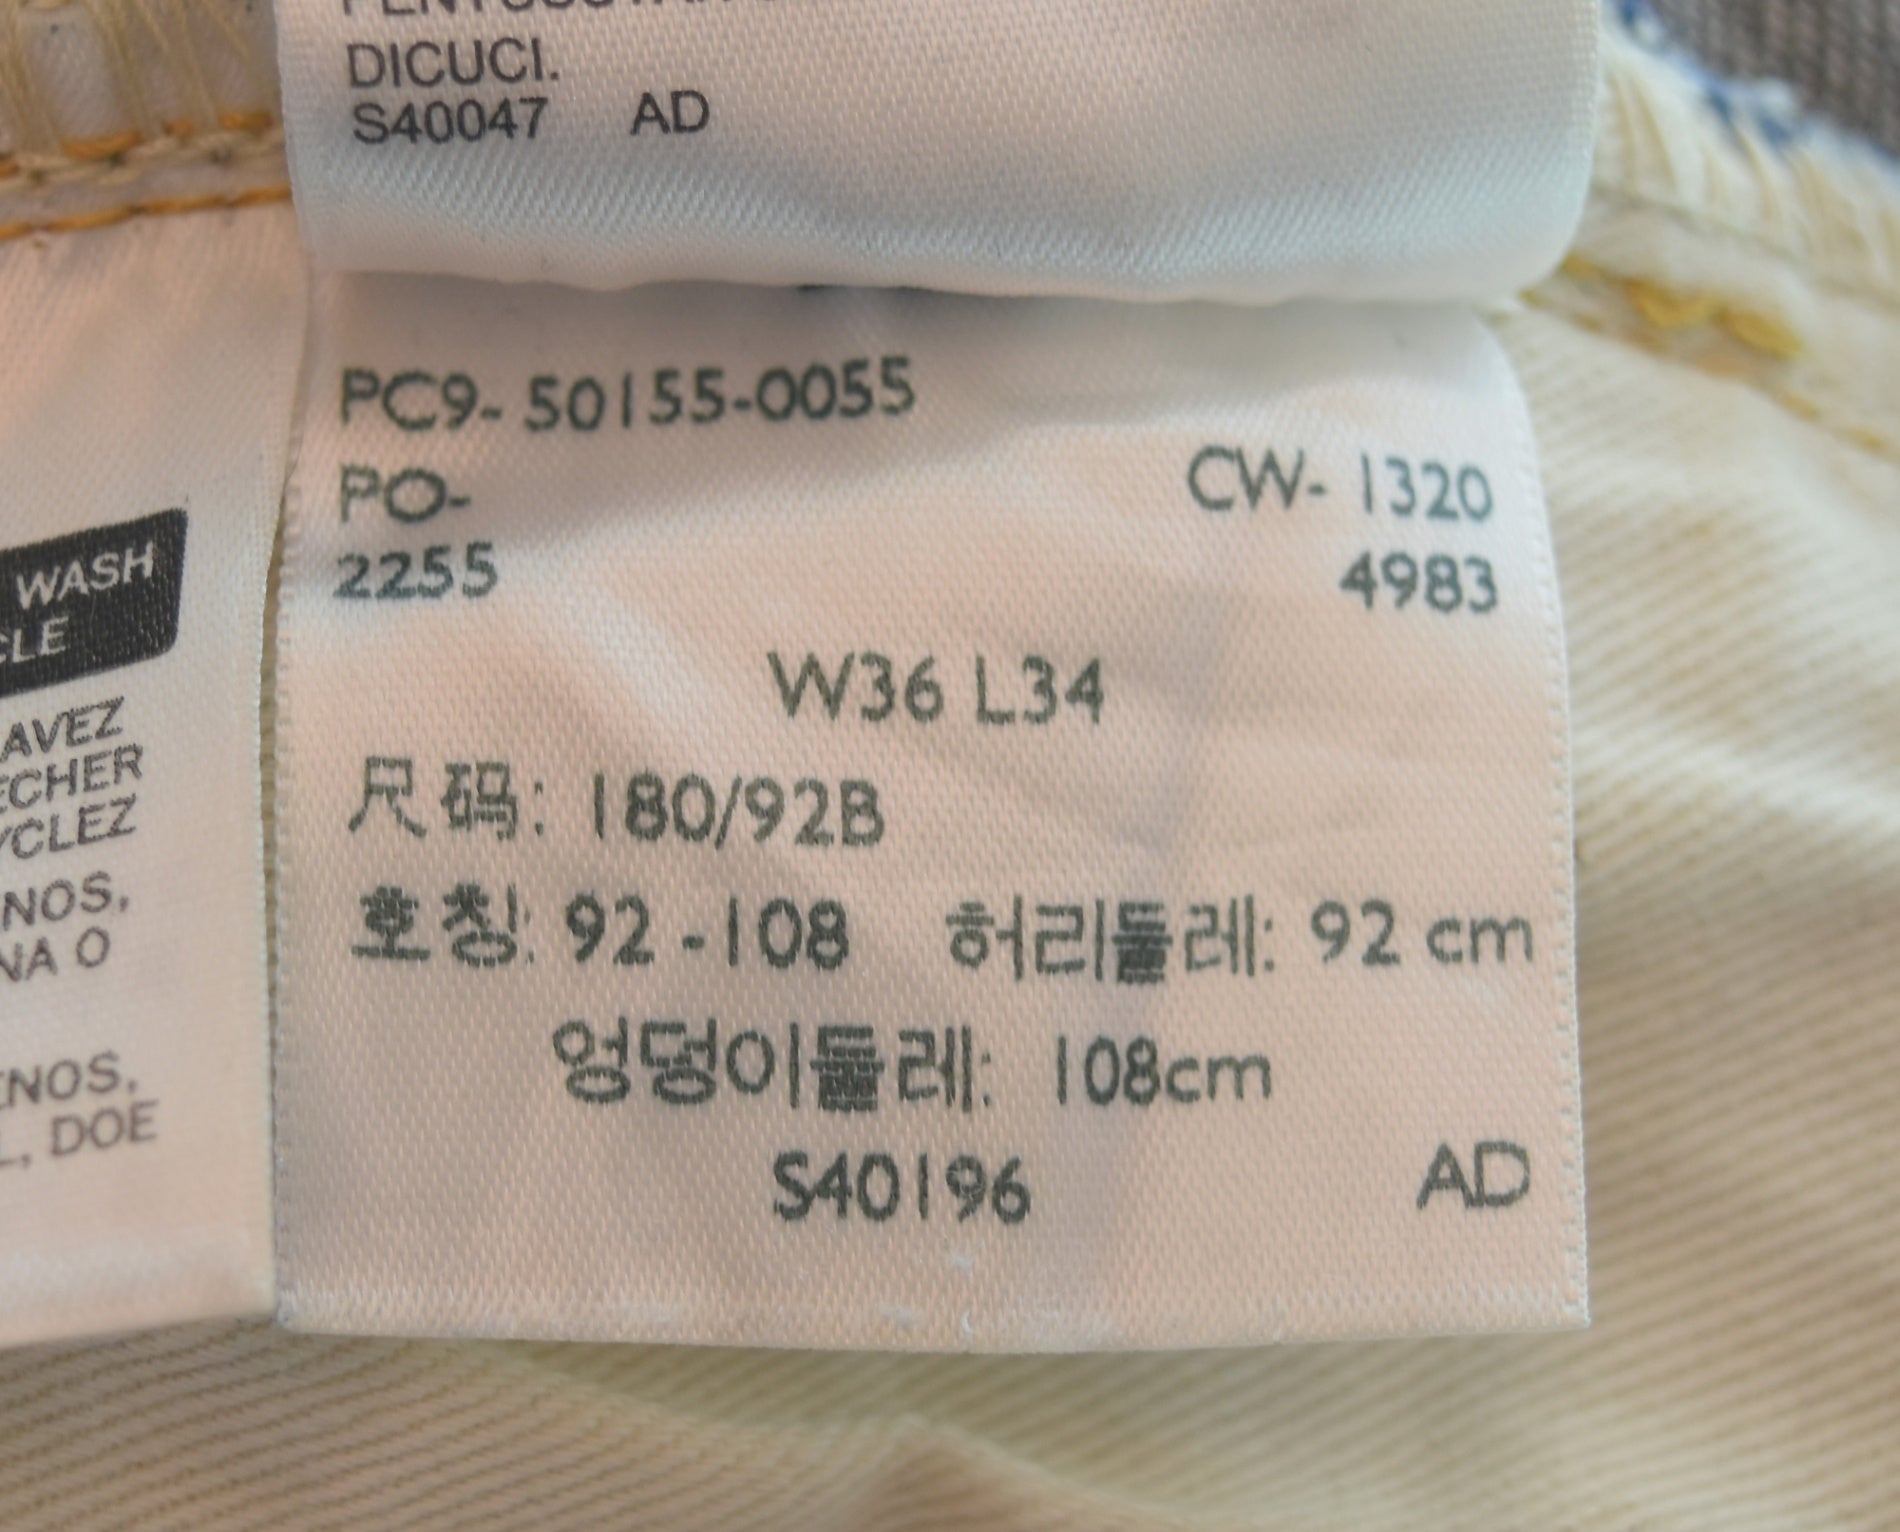 DICUCI.
S40047 AD
WASH
AVEZ
ECHER
YCLEZ
NOS,
NA O
ENOS,
L, DOE
PC9- 50155-0055
PO- CW- 1320
2255 4983
W36 L34
尺码: 180/92B
호칭: 92 -108 허리둘레: 92 cm
엉덩이둘레: 108cm
S40196 AD